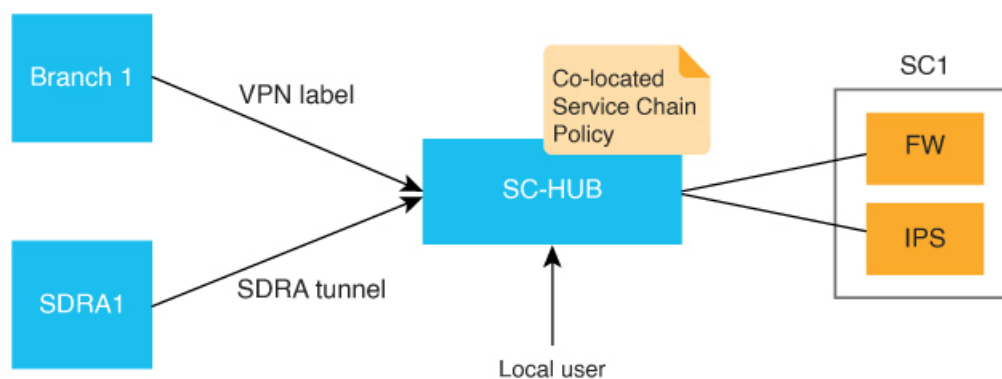 Branch 1
VPN label
Co-located
Service Chain
Policy
SC1
FW
SC-HUB
IPS
SDRA1
SDRA tunnel
Local user